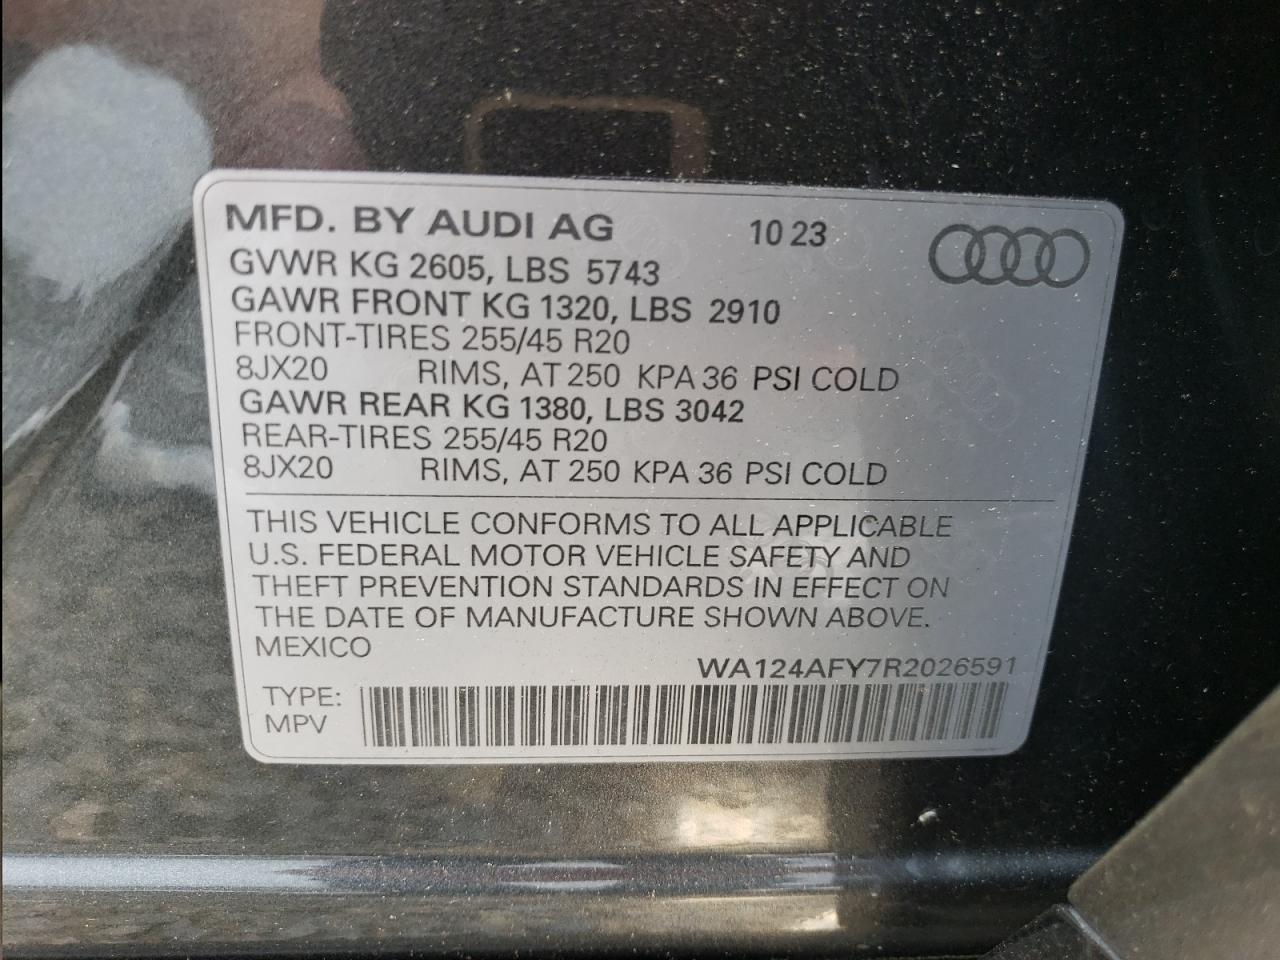 MFD. BY AUDI AG 10 23
GVWR KG 2605, LBS 5743
GAWR FRONT KG 1320, LBS 2910
FRONT-TIRES 255/45 R20
8JX20 RIMS, AT 250 KPA 36 PSI COLD
GAWR REAR KG 1380, LBS 3042
REAR-TIRES 255/45 R20
8JX20 RIMS, AT 250 KPA 36 PSI COLD
THIS VEHICLE CONFORMS TO ALL APPLICABLE
U.S. FEDERAL MOTOR VEHICLE SAFETY AND
THEFT PREVENTION STANDARDS IN EFFECT ON
THE DATE OF MANUFACTURE SHOWN ABOVE.
MEXICO
WA124AFY7R2026591
TYPE:
MPV